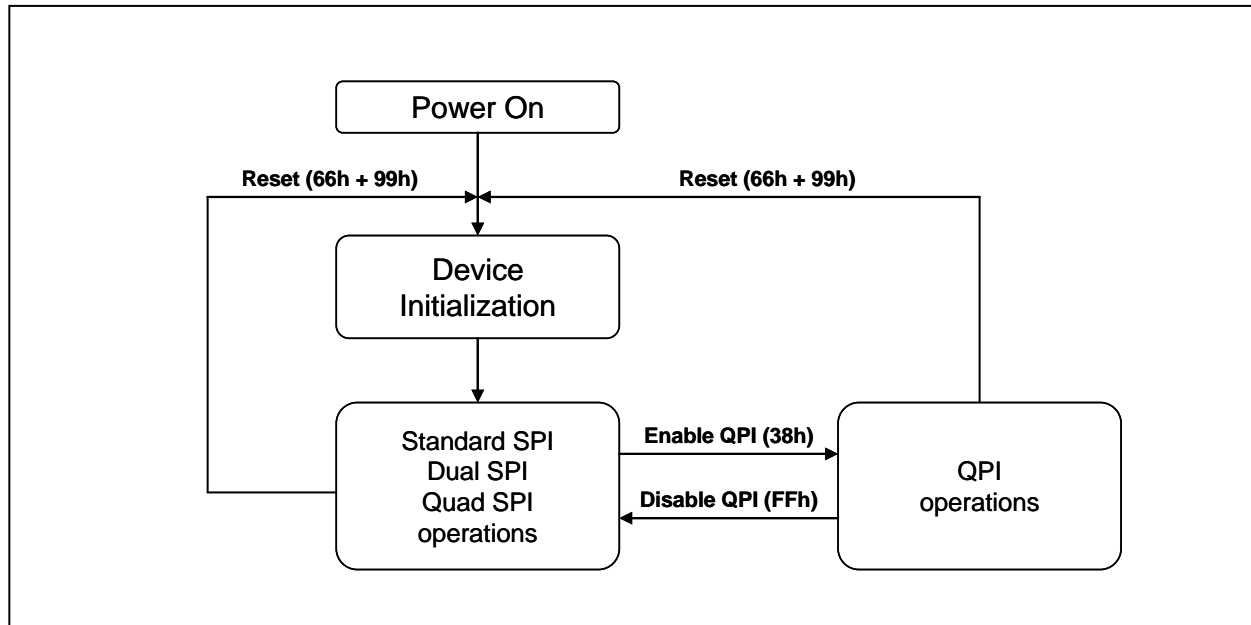 Power On
Reset (66h + 99h)
Reset (66h + 99h)
Device
Initialization
Standard SPI
Dual SPI
Quad SPI
operations
Enable QPI (38h)
Disable QPI (FFh)
QPI
operations